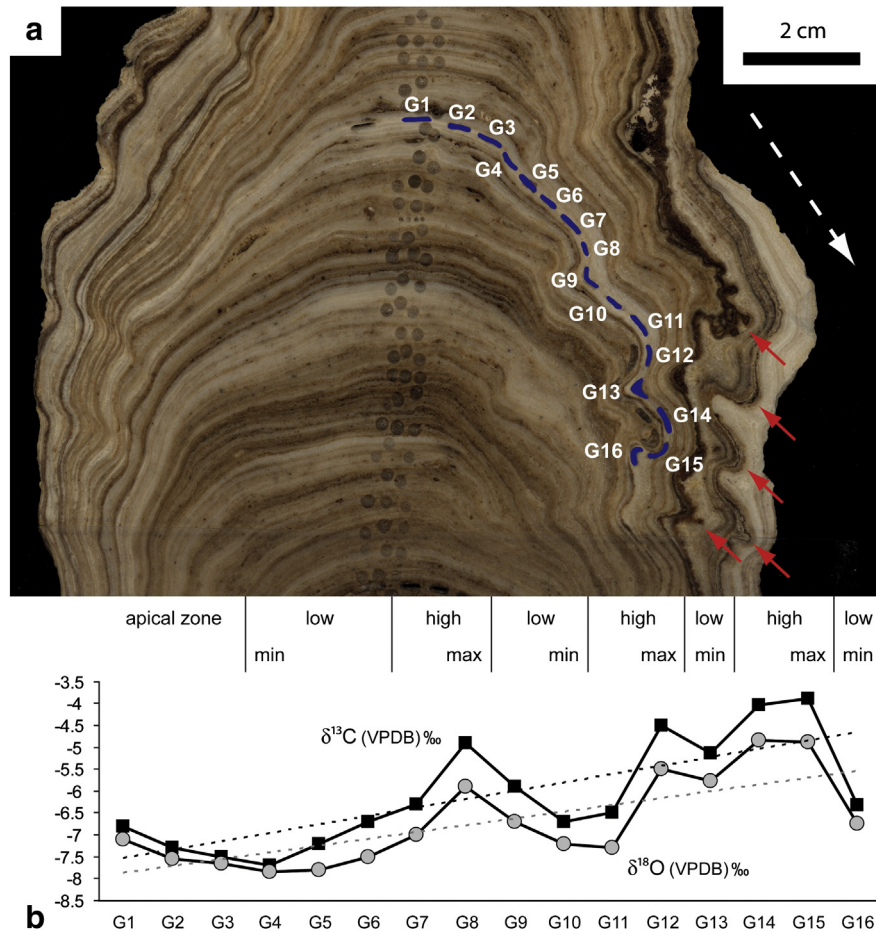 a
2 cm
G1
G2
G3
G4
G5
G6
G7
G8
G9
G10
G11
G12
G13
G14
G16
G15
apical zone low high low high low high low
min max min max min max min
-3.5
-4
-4.5
-5
-5.5
-6
-6.5
-7
-7.5
-8
-8.5
δ¹³C (VPDB) ‰
δ¹⁸O (VPDB) ‰
b G1 G2 G3 G4 G5 G6 G7 G8 G9 G10 G11 G12 G13 G14 G15 G16